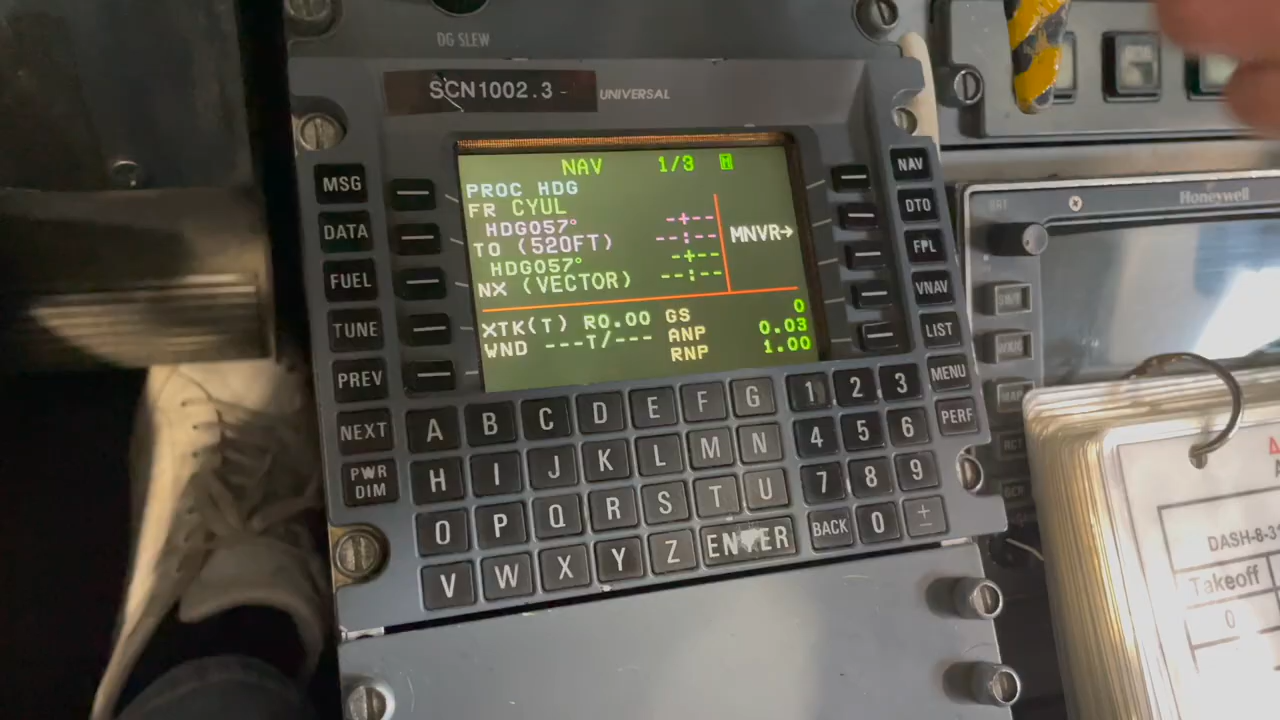 DG SLEW
SCN1002.3 -
UNIVERSAL
NAV 1/3 M
PROC HDG
FR CYUL
HDG057° -+--
TO (520FT) --:--
MNVR→
HDG057° -+--
NX (VECTOR) --:--
XTK(T) R0.00 GS 0
WND ---T/--- ANP 0.03
RNP 1.00
MSG
DATA
FUEL
TUNE
PREV
NEXT
PWR
DIM
NAV
DTO
FPL
VNAV
LIST
MENU
PERF
A B C D E F G 1 2 3
H I J K L M N 4 5 6
O P Q R S T U 7 8 9
V W X Y Z ENTER BACK 0 ±
Honeywell
BRT
DASH-8-3
Takeoff
0